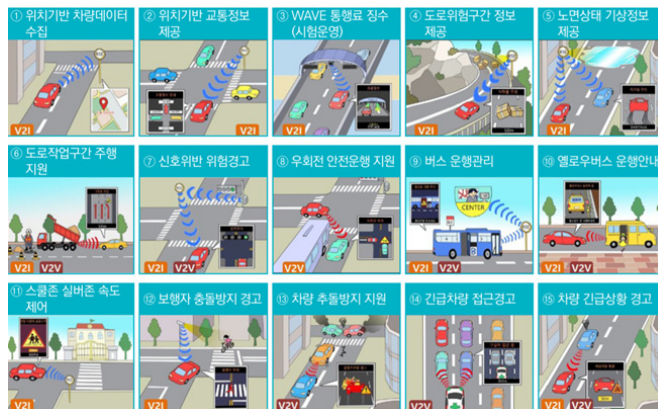 ① 위치기반 차량데이터
수집
V2I
② 위치기반 교통정보
제공
V2I
③ WAVE 통행료 징수
(시험운영)
V2I
④ 도로위험구간 정보
제공
V2I
⑤ 노면상태 기상정보
제공
V2I
⑥ 도로작업구간 주행
지원
V2I V2V
⑦ 신호위반 위험경고
V2I V2V
⑧ 우회전 안전운행 지원
V2I V2V
⑨ 버스 운행관리
CENTER
V2I V2V
⑩ 옐로우버스 운행안내
V2I V2V
⑪ 스쿨존 실버존 속도
제어
V2I
⑫ 보행자 충돌방지 경고
V2I
⑬ 차량 추돌방지 지원
V2V
⑭ 긴급차량 접근경고
V2V
⑮ 차량 긴급상황 경고
V2I V2V